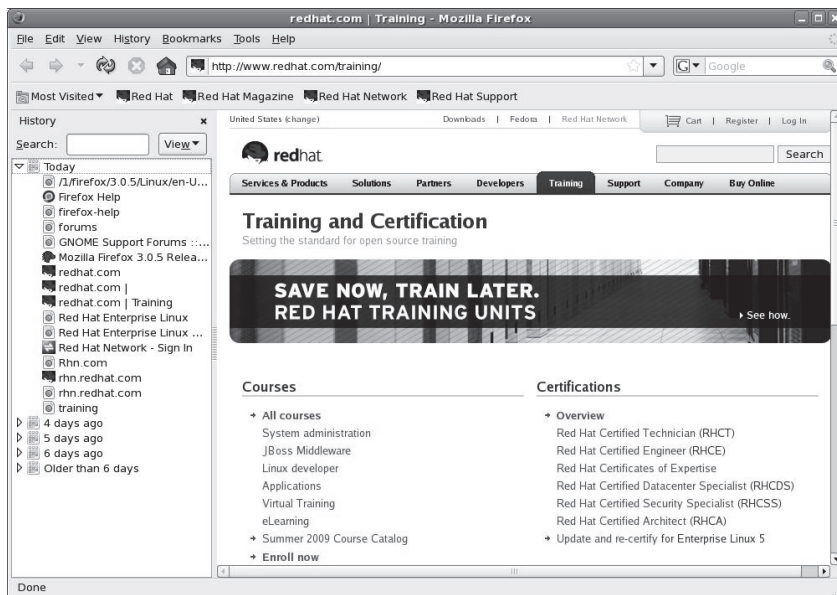 redhat.com | Training - Mozilla Firefox
File Edit View History Bookmarks Tools Help
http://www.redhat.com/training/
G Google
Most Visited Red Hat Red Hat Magazine Red Hat Network Red Hat Support
History
Search: View
Today
/1/firefox/3.0.5/Linux/en-U...
Firefox Help
firefox-help
forums
GNOME Support Forums ::...
Mozilla Firefox 3.0.5 Relea...
redhat.com
redhat.com |
redhat.com | Training
Red Hat Enterprise Linux
Red Hat Enterprise Linux ...
Red Hat Network - Sign In
Rhn.com
rhn.redhat.com
rhn.redhat.com
training
4 days ago
5 days ago
6 days ago
Older than 6 days
United States (change) Downloads | Fedora | Red Hat Network Cart | Register | Log In
redhat. Search
Services & Products Solutions Partners Developers Training Support Company Buy Online
Training and Certification
Setting the standard for open source training
SAVE NOW, TRAIN LATER.
RED HAT TRAINING UNITS
See how.
Courses
All courses
System administration
JBoss Middleware
Linux developer
Applications
Virtual Training
eLearning
Summer 2009 Course Catalog
Enroll now
Certifications
Overview
Red Hat Certified Technician (RHCT)
Red Hat Certified Engineer (RHCE)
Red Hat Certificates of Expertise
Red Hat Certified Datacenter Specialist (RHCDS)
Red Hat Certified Security Specialist (RHCSS)
Red Hat Certified Architect (RHCA)
Update and re-certify for Enterprise Linux 5
Done